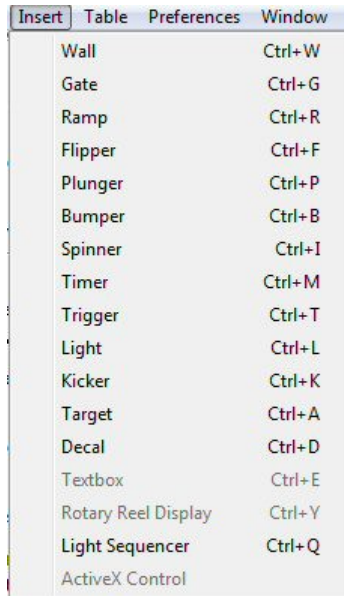 Insert Table Preferences Window
Wall Ctrl+W
Gate Ctrl+G
Ramp Ctrl+R
Flipper Ctrl+F
Plunger Ctrl+P
Bumper Ctrl+B
Spinner Ctrl+I
Timer Ctrl+M
Trigger Ctrl+T
Light Ctrl+L
Kicker Ctrl+K
Target Ctrl+A
Decal Ctrl+D
Textbox Ctrl+E
Rotary Reel Display Ctrl+Y
Light Sequencer Ctrl+Q
ActiveX Control